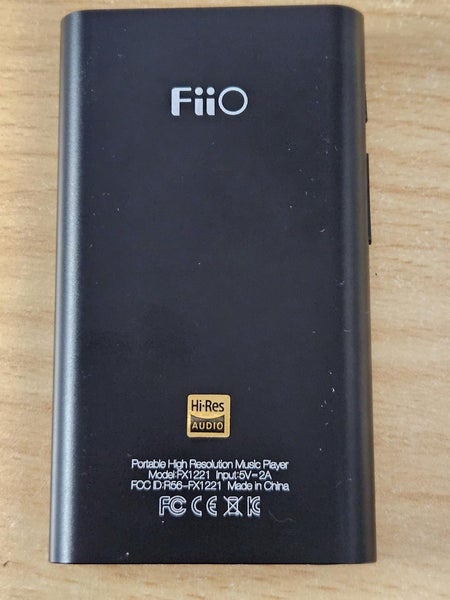 FiiO
Hi-Res
AUDIO
Portable High Resolution Music Player
Model:FX1221 Input:5V⎓2A
FCC ID:R56-FX1221 Made in China
FC CE